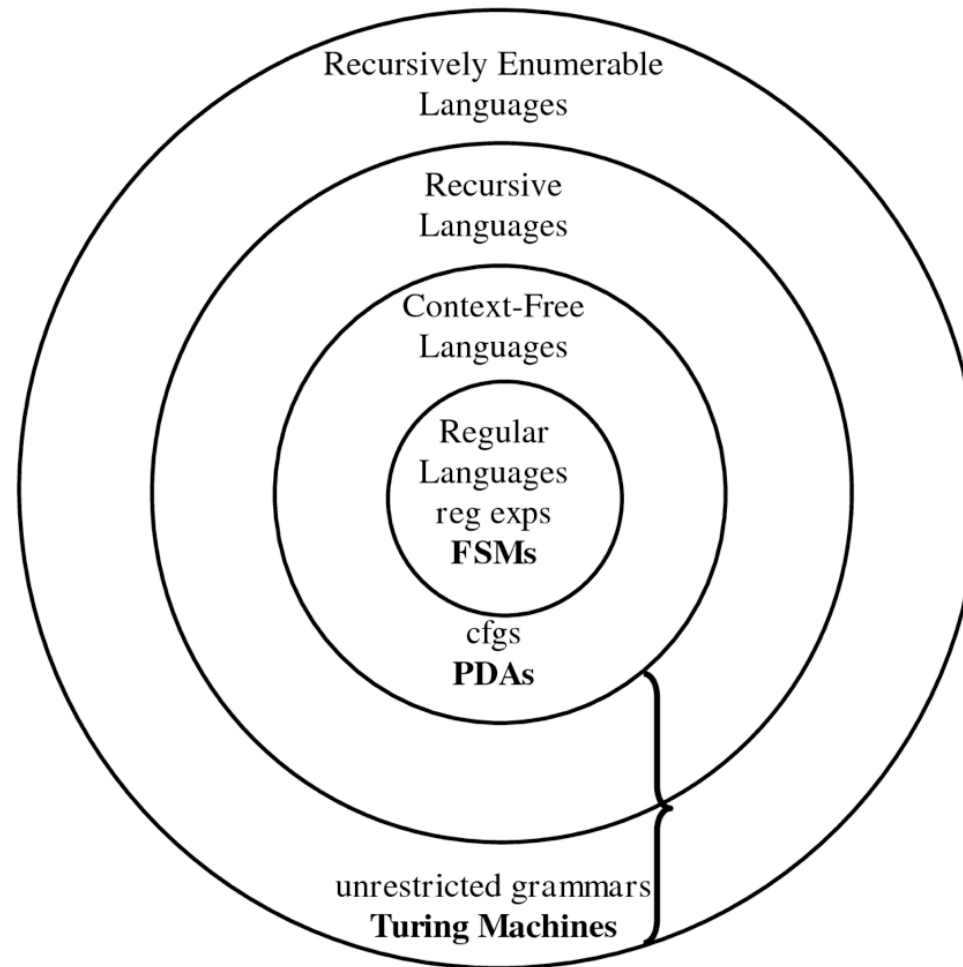 Recursively Enumerable
Languages
Recursive
Languages
Context-Free
Languages
Regular
Languages
reg exps
FSMs
cfgs
PDAs
unrestricted grammars
Turing Machines